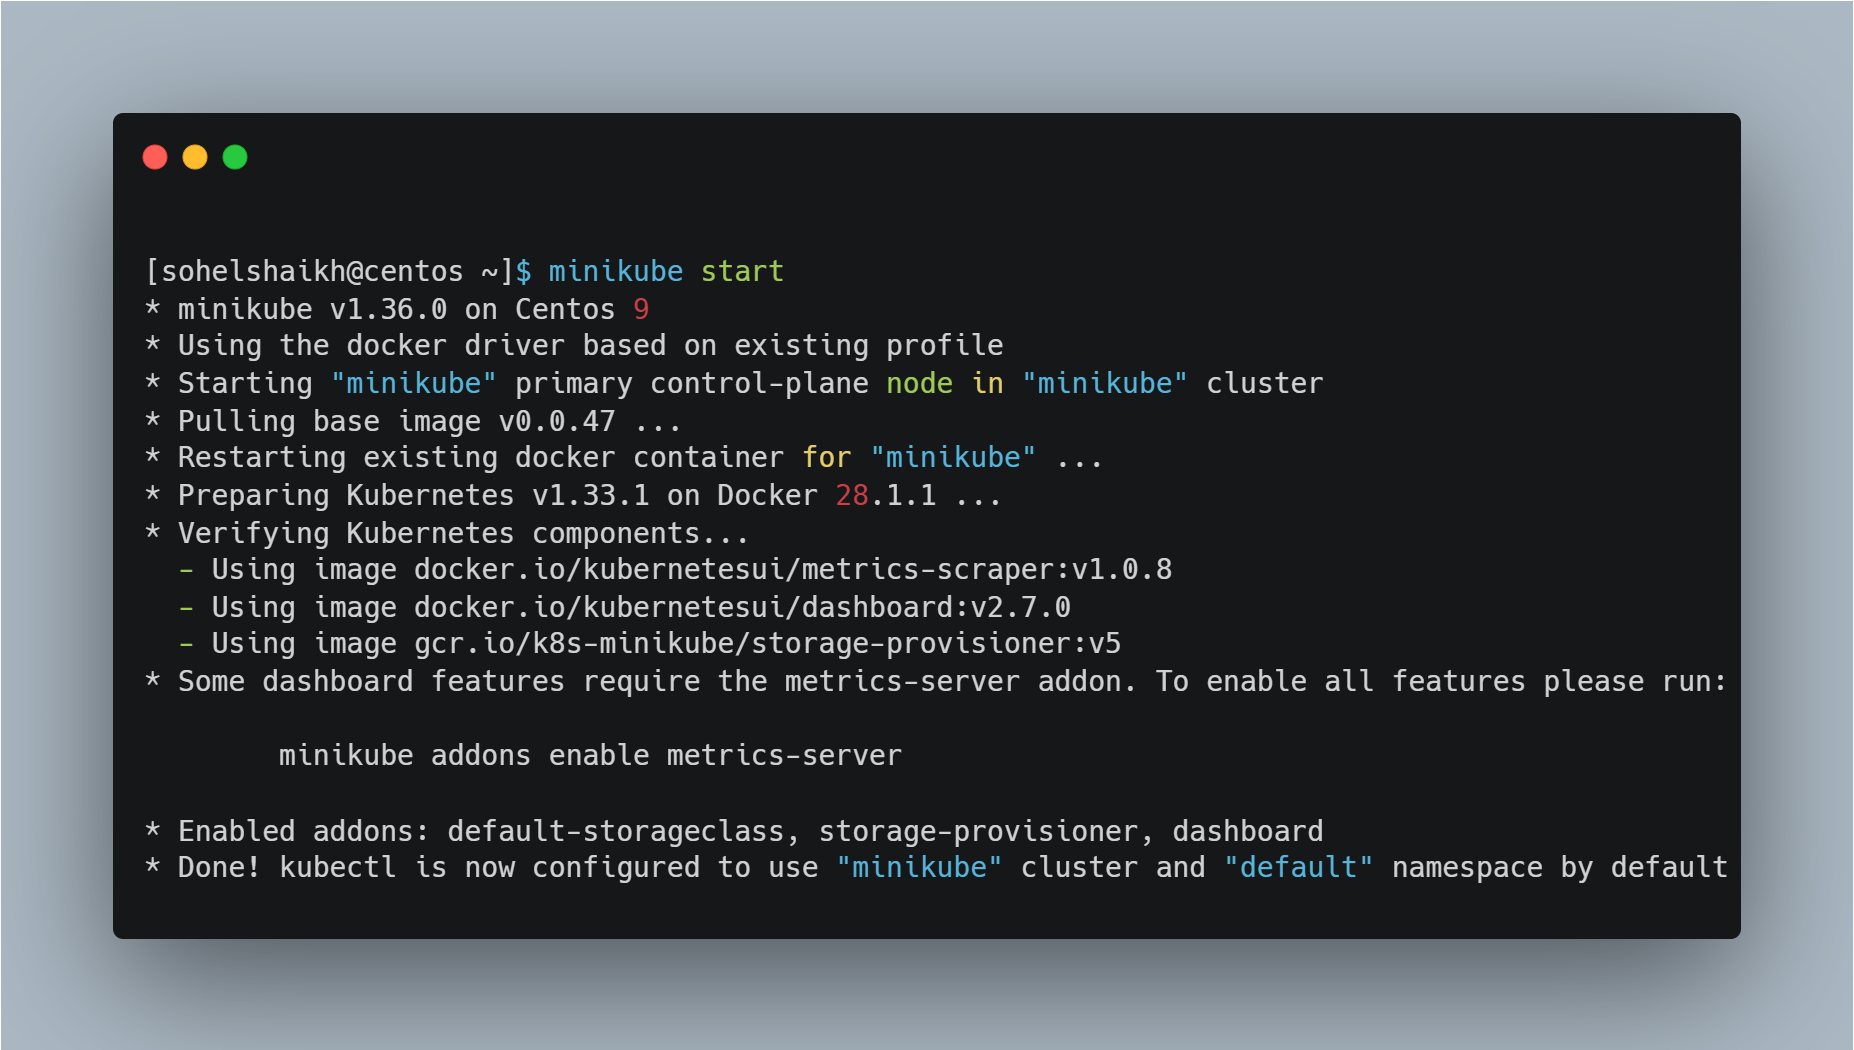 [sohelshaikh@centos ~]$ minikube start
* minikube v1.36.0 on Centos 9
* Using the docker driver based on existing profile
* Starting "minikube" primary control-plane node in "minikube" cluster
* Pulling base image v0.0.47 ...
* Restarting existing docker container for "minikube" ...
* Preparing Kubernetes v1.33.1 on Docker 28.1.1 ...
* Verifying Kubernetes components...
  - Using image docker.io/kubernetesui/metrics-scraper:v1.0.8
  - Using image docker.io/kubernetesui/dashboard:v2.7.0
  - Using image gcr.io/k8s-minikube/storage-provisioner:v5
* Some dashboard features require the metrics-server addon. To enable all features please run:
        minikube addons enable metrics-server
* Enabled addons: default-storageclass, storage-provisioner, dashboard
* Done! kubectl is now configured to use "minikube" cluster and "default" namespace by default